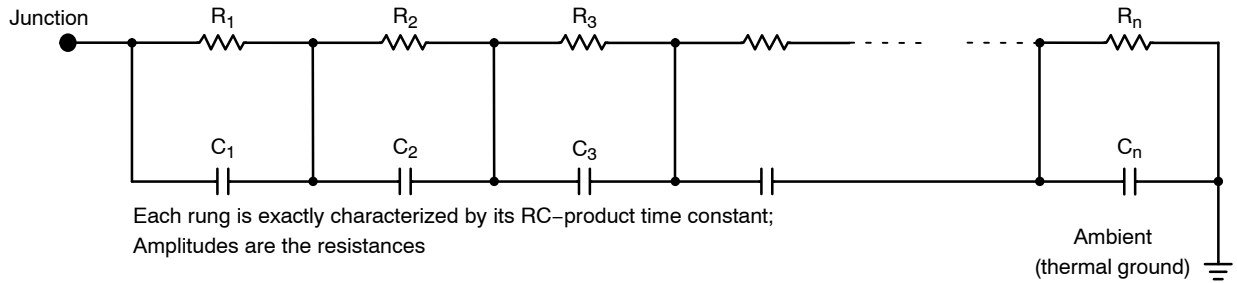 Junction
R1
R2
R3
Rn
C1
C2
C3
Cn
Each rung is exactly characterized by its RC−product time constant;
Amplitudes are the resistances
Ambient
(thermal ground)